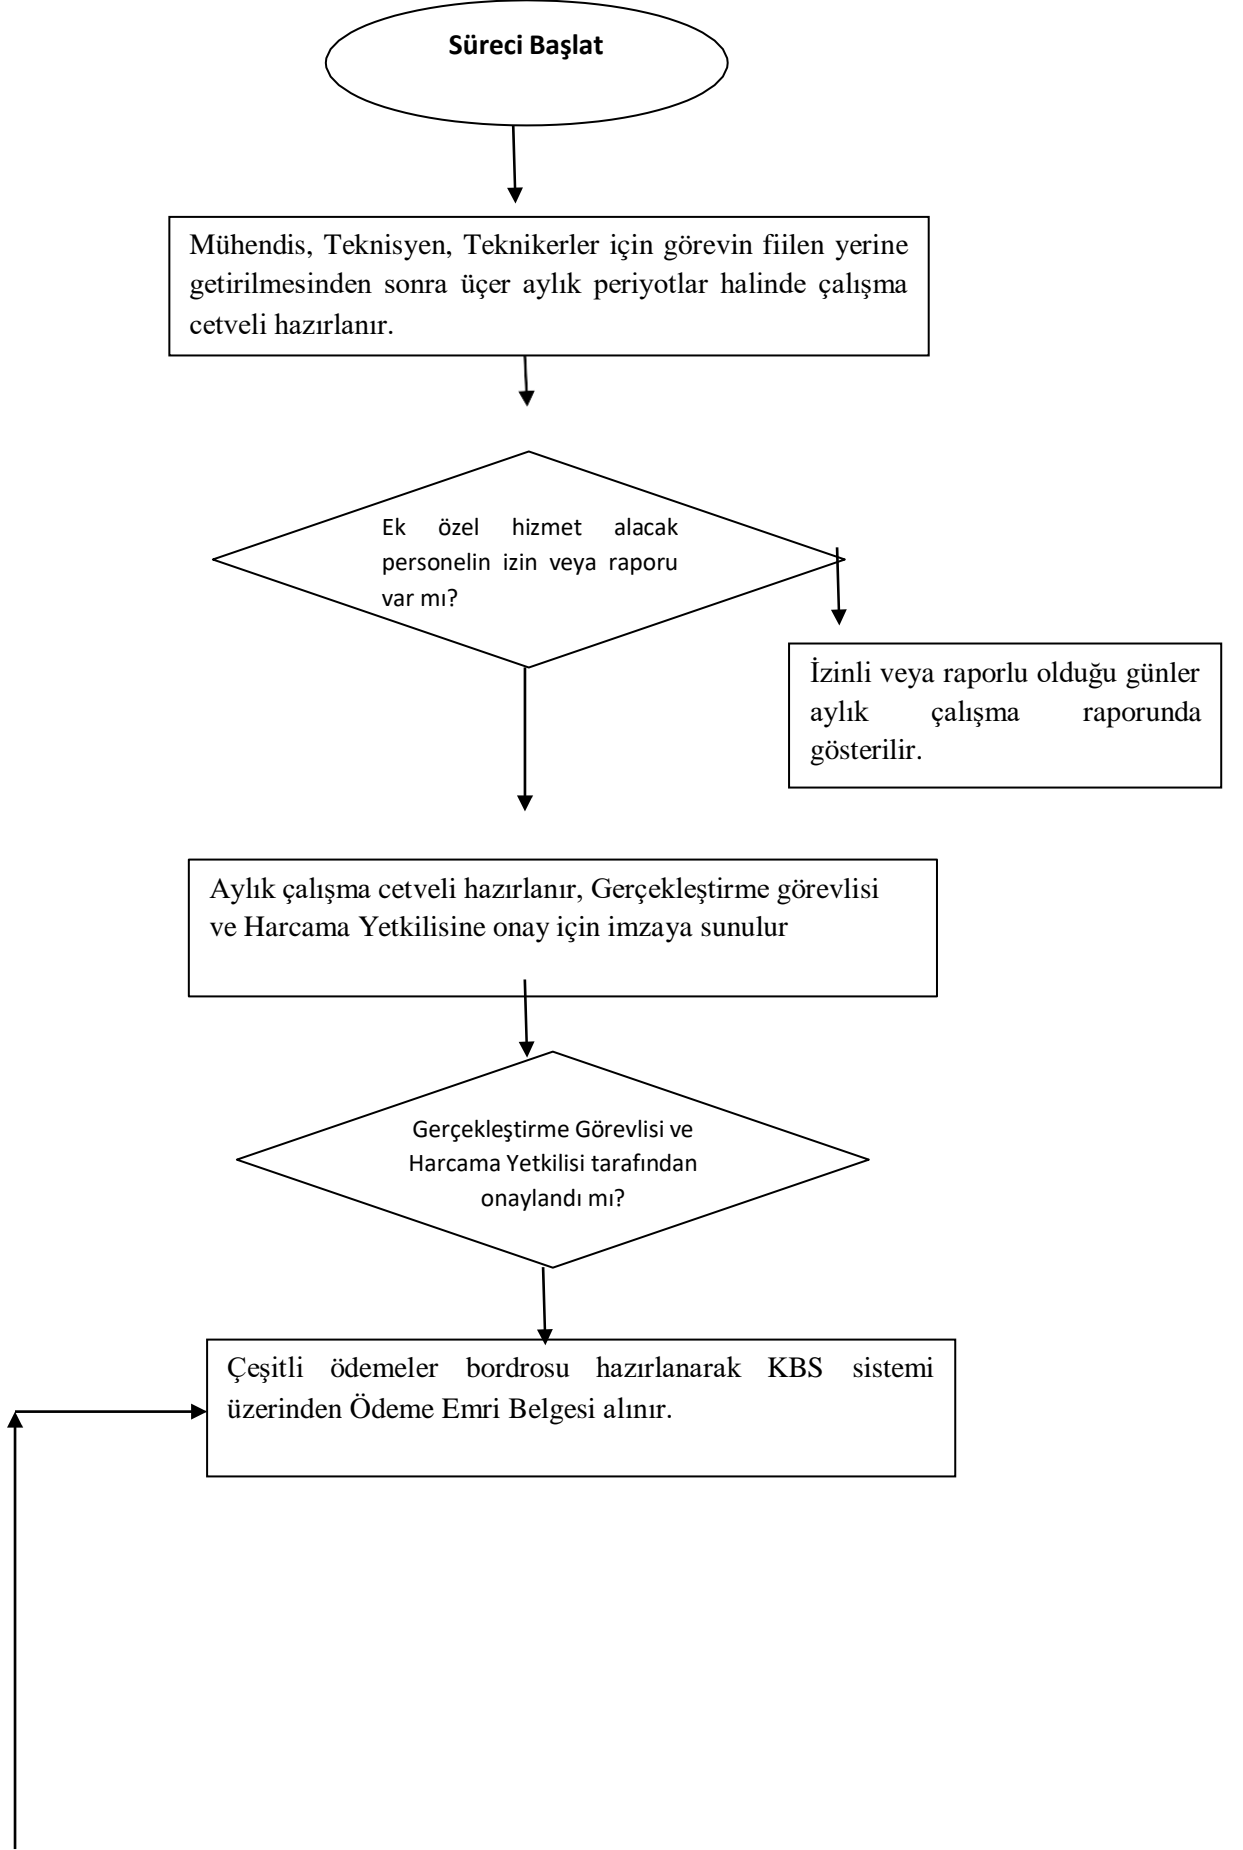 Süreci Başlat
Mühendis, Teknisyen, Teknikerler için görevin fiilen yerine
getirilmesinden sonra üçer aylık periyotlar halinde çalışma
cetveli hazırlanır.
Ek özel hizmet alacak
personelin izin veya raporu
var mı?
İzinli veya raporlu olduğu günler
aylık çalışma raporunda
gösterilir.
Aylık çalışma cetveli hazırlanır, Gerçekleştirme görevlisi
ve Harcama Yetkilisine onay için imzaya sunulur
Gerçekleştirme Görevlisi ve
Harcama Yetkilisi tarafından
onaylandı mı?
Çeşitli ödemeler bordrosu hazırlanarak KBS sistemi
üzerinden Ödeme Emri Belgesi alınır.